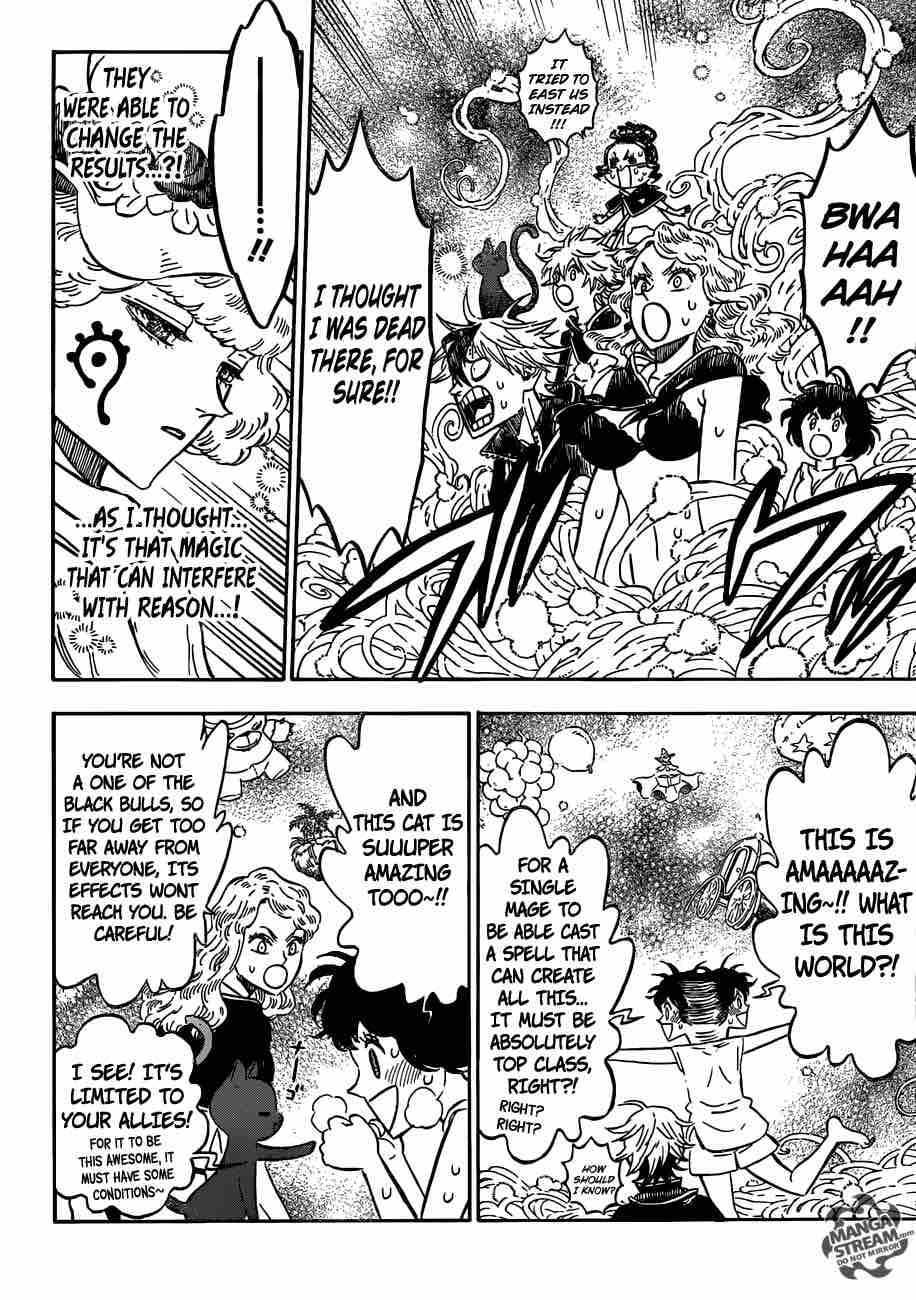 BWA
HAA
AAH
!!
IT
TRIED TO
EAST US
INSTEAD
!!!
I THOUGHT
I WAS DEAD
THERE, FOR
SURE!!
...
!!
THEY
WERE ABLE TO
CHANGE THE
RESULTS...?!
...AS I THOUGHT...
IT'S THAT MAGIC
THAT CAN INTERFERE
WITH REASON...!
THIS IS
AMAAAAAZ-
ING~!! WHAT
IS THIS
WORLD?!
FOR A
SINGLE
MAGE TO
BE ABLE CAST
A SPELL THAT
CAN CREATE
ALL THIS...
IT MUST BE
ABSOLUTELY
TOP CLASS,
RIGHT?!
RIGHT?
RIGHT?
HOW
SHOULD
I KNOW?
AND
THIS CAT IS
SUUUPER
AMAZING
TOOO~!!
YOU'RE NOT
A ONE OF THE
BLACK BULLS, SO
IF YOU GET TOO
FAR AWAY FROM
EVERYONE, ITS
EFFECTS WONT
REACH YOU. BE
CAREFUL!
I SEE! IT'S
LIMITED TO
YOUR ALLIES!
FOR IT TO BE
THIS AWESOME, IT
MUST HAVE SOME
CONDITIONS~
MANGA
STREAM.com
DO NOT MIRROR